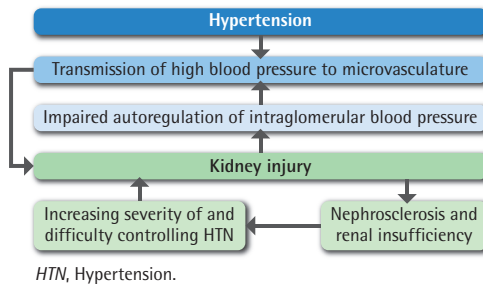 Hypertension
Transmission of high blood pressure to microvasculature
Impaired autoregulation of intraglomerular blood pressure
Kidney injury
Increasing severity of and
difficulty controlling HTN
Nephrosclerosis and
renal insufficiency
HTN, Hypertension.